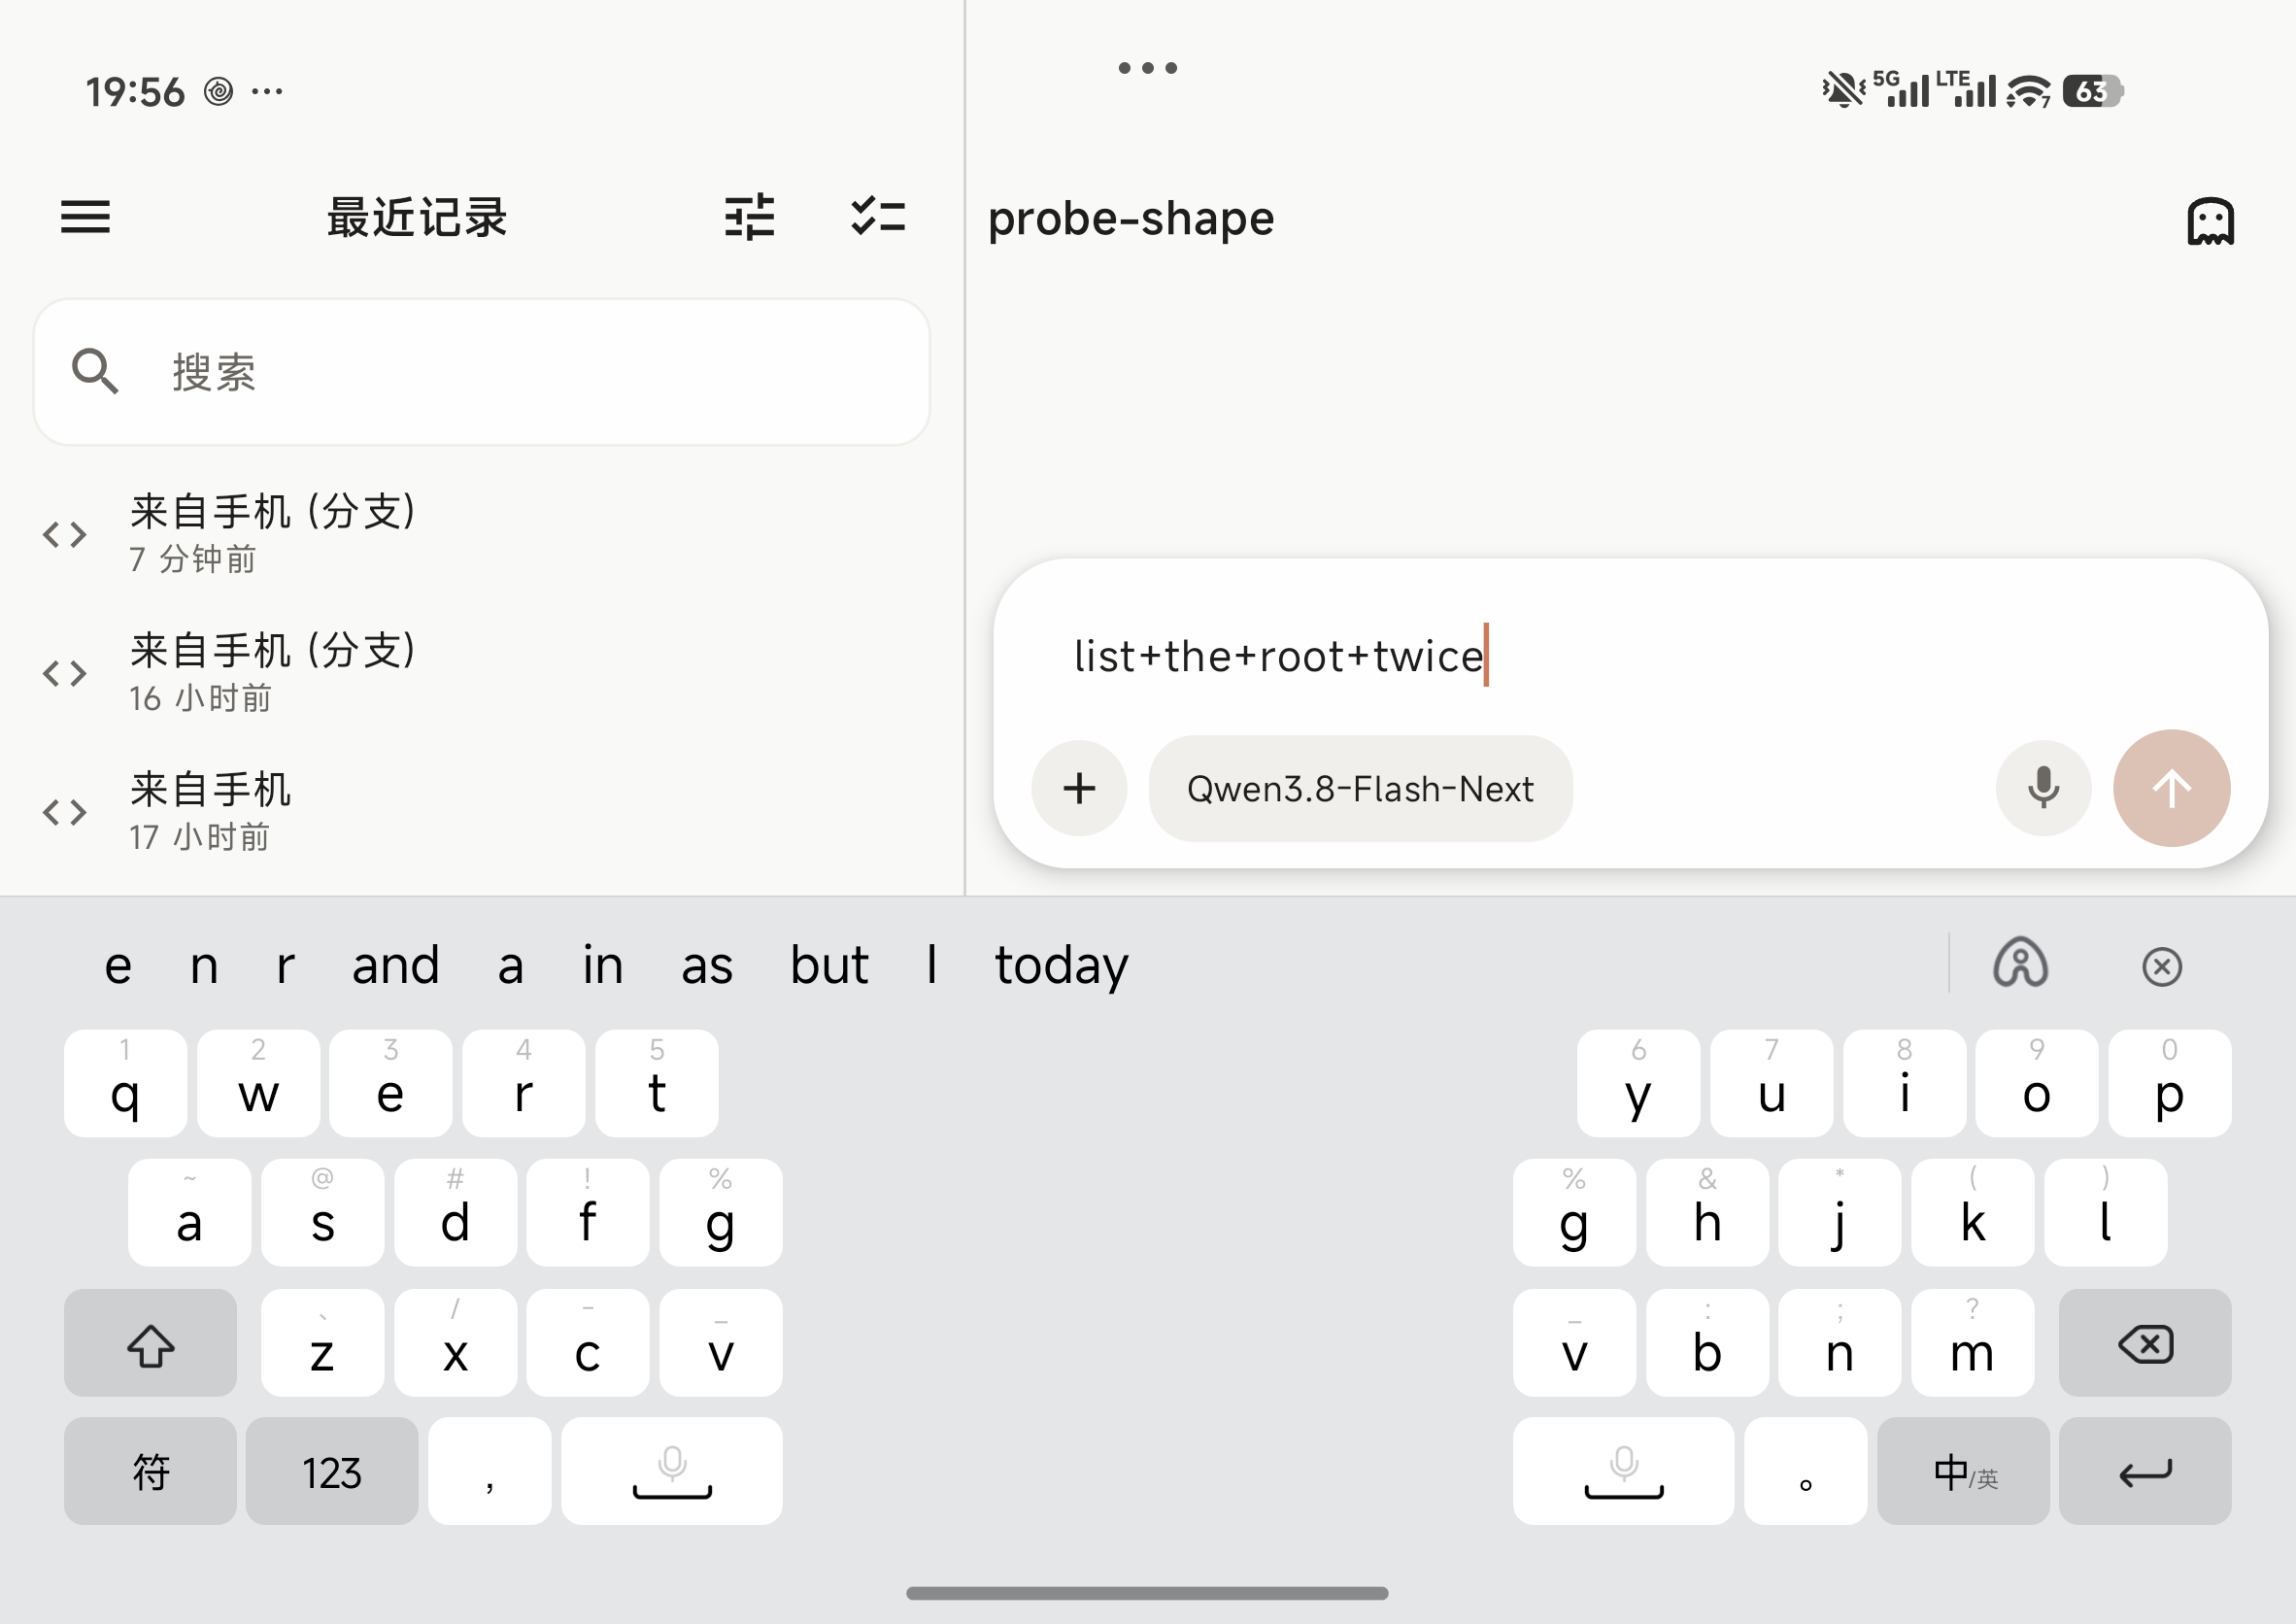 19:56 ...
5G LTE 7 63
最近记录
probe-shape
搜索
来自手机 (分支)
7 分钟前
来自手机 (分支)
16 小时前
来自手机
17 小时前
list+the+root+twice
Qwen3.8-Flash-Next
e n r and a in as but I today
1 2 3 4 5 6 7 8 9 0
q w e r t y u i o p
~ @ # ! % % & * ( )
a s d f g g h j k l
、 / - _ _ : ; ?
z x c v v b n m
符 123 , 。 中/英